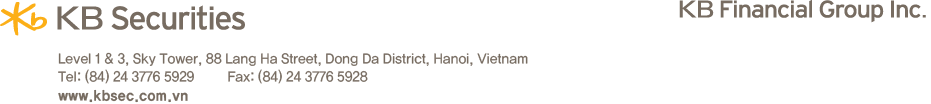 KB Securities
KB Financial Group Inc.
Level 1 & 3, Sky Tower, 88 Lang Ha Street, Dong Da District, Hanoi, Vietnam
Tel: (84) 24 3776 5929 Fax: (84) 24 3776 5928
www.kbsec.com.vn